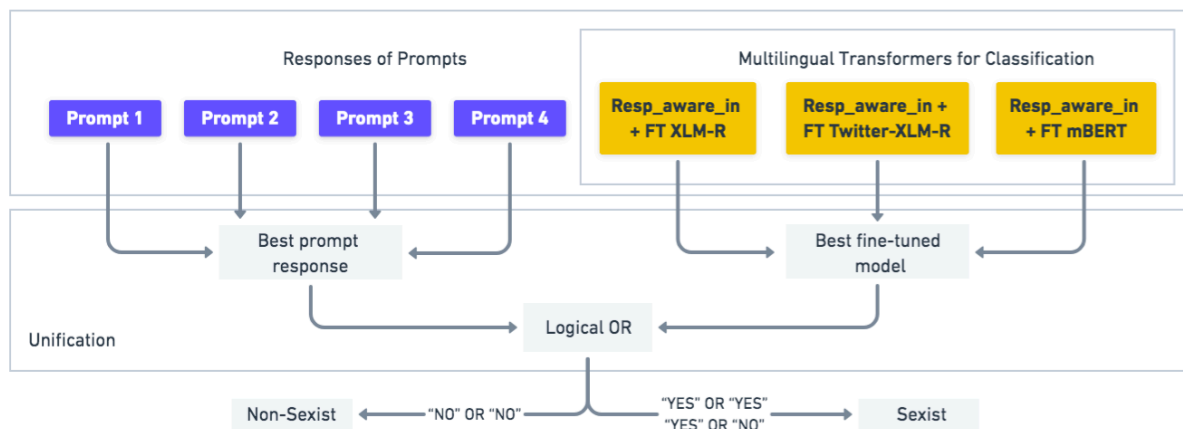 Responses of Prompts
Multilingual Transformers for Classification
Prompt 1
Prompt 2
Prompt 3
Prompt 4
Resp_aware_in
+ FT XLM-R
Resp_aware_in +
FT Twitter-XLM-R
Resp_aware_in
+ FT mBERT
Best prompt
response
Best fine-tuned
model
Logical OR
Unification
Non-Sexist
“NO” OR “NO”
“YES” OR “YES”
“YES” OR “NO”
Sexist